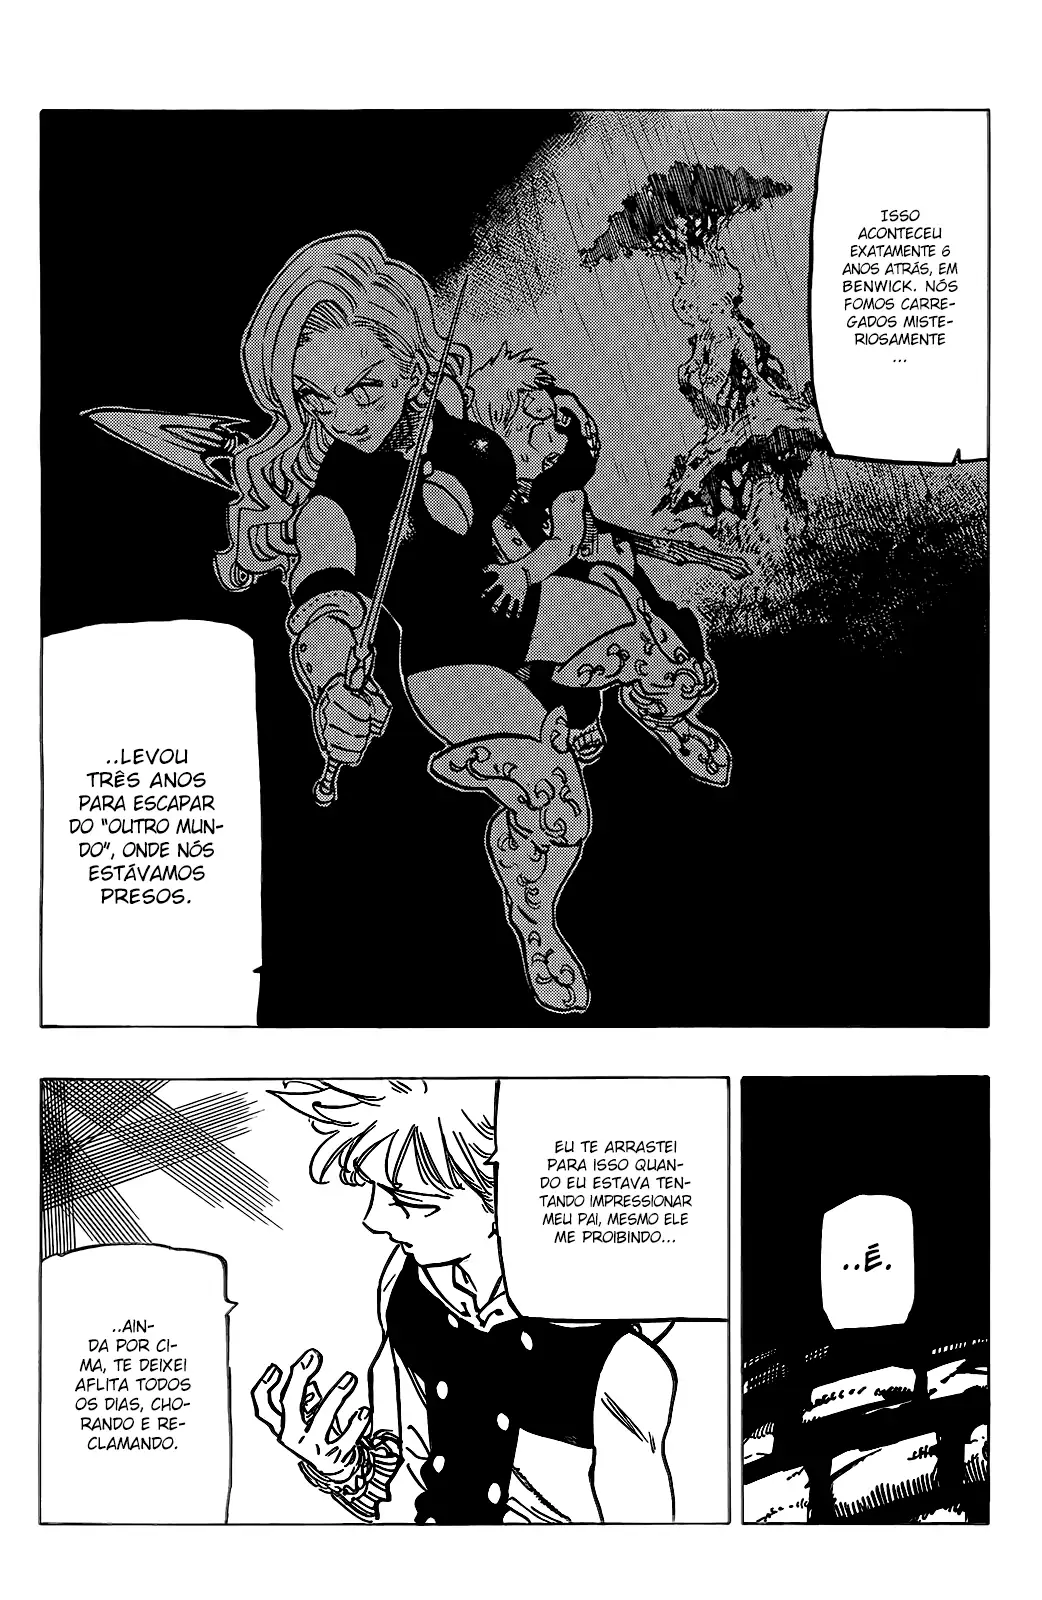 ISSO
ACONTECEU
EXATAMENTE 6
ANOS ATRÁS, EM
BENWICK. NÓS
FOMOS CARRE-
GADOS MISTE-
RIOSAMENTE
...
..LEVOU
TRÊS ANOS
PARA ESCAPAR
DO "OUTRO MUN-
DO", ONDE NÓS
ESTÁVAMOS
PRESOS.
..É.
EU TE ARRASTEI
PARA ISSO QUAN-
DO EU ESTAVA TEN-
TANDO IMPRESSIONAR
MEU PAI, MESMO ELE
ME PROIBINDO...
..AIN-
DA POR CI-
MA, TE DEIXEI
AFLITA TODOS
OS DIAS, CHO-
RANDO E RE-
CLAMANDO.